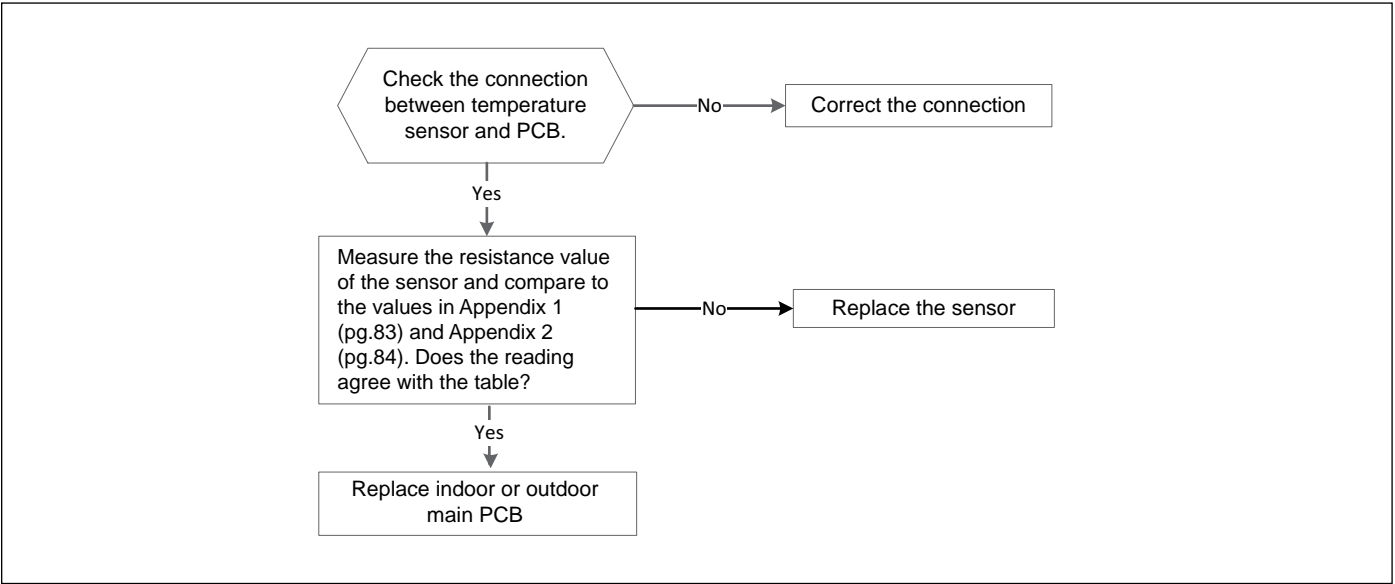 Check the connection
between temperature
sensor and PCB.
No
Correct the connection
Yes
Measure the resistance value
of the sensor and compare to
the values in Appendix 1
(pg.83) and Appendix 2
(pg.84). Does the reading
agree with the table?
No
Replace the sensor
Yes
Replace indoor or outdoor
main PCB